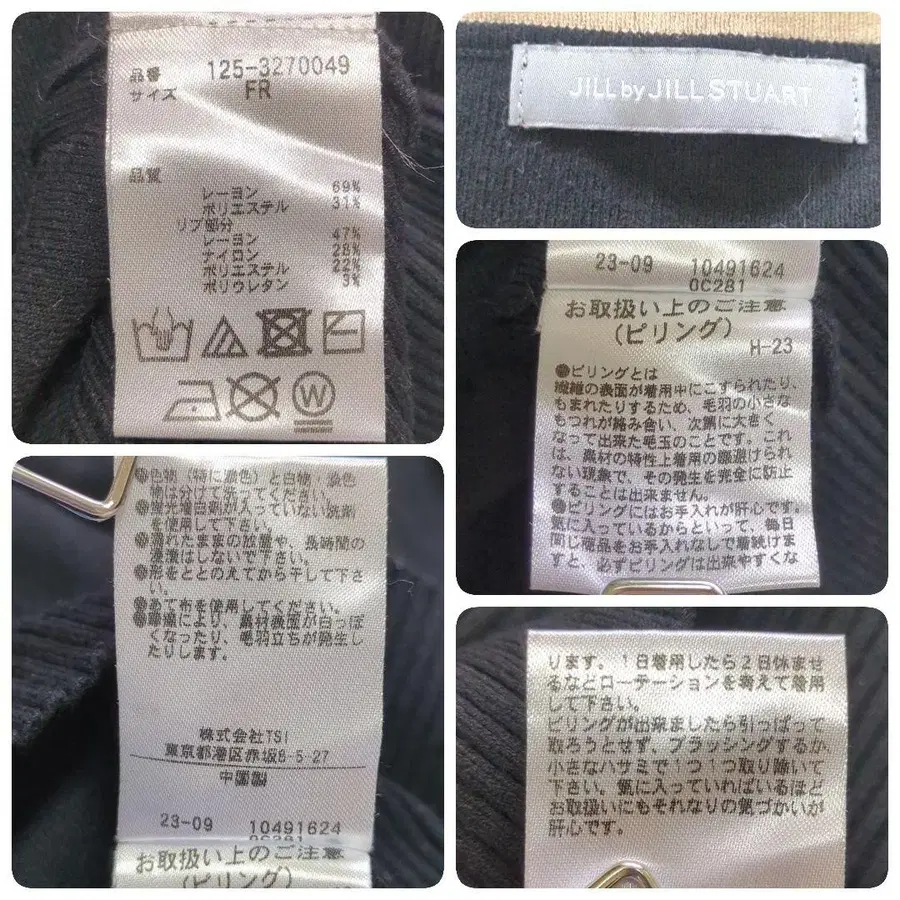 品番 125-3270049
サイズ FR
品質
レーヨン 69%
ポリエステル 31%
リブ部分
レーヨン 47%
ナイロン 28%
ポリエステル 22%
ポリウレタン 3%
W
JILL by JILLSTUART
23-09 10491624
0C281
お取扱い上のご注意
(ピリング)
H-23
●ピリングとは
繊維の表面が着用中にこすられたり、
もまれたりするため、毛羽の小さな
もつれが絡み合い、次第に大きく
なって出来た毛玉のことです。これ
は、素材の特性上着用の際避けられ
ない現象で、その発生を完全に防止
することは出来ません。
●ピリングにはお手入れが肝心です。
気に入っているからといって、毎日
同じ商品をお手入れなしで着続けま
すと、必ずピリングは出来やすくな
色物(特に濃色)と白物・淡色
物は分けて洗ってください。
蛍光増白剤が入っていない洗剤
を使用して下さい。
濡れたままの放置や、長時間の
浸漬はしないで下さい。
形をととのえてから干して下さ
い。
あて布を使用してください。
摩擦により、素材表面が白っぽ
くなったり、毛羽立ちが発生し
たりします。
株式会社TSI
東京都港区赤坂8-5-27
中国製
23-09 10491624
0C281
お取扱い上のご注意
(ピリング)
ります。1日着用したら2日休ませ
るなどローテーションを考えて着用
して下さい。
ピリングが出来ましたら引っぱって
取ろうとせず、ブラッシングするか、
小さなハサミで1つ1つ取り除いて
下さい。気に入っていればいるほど
お取扱いにもそれなりの気づかいが
肝心です。